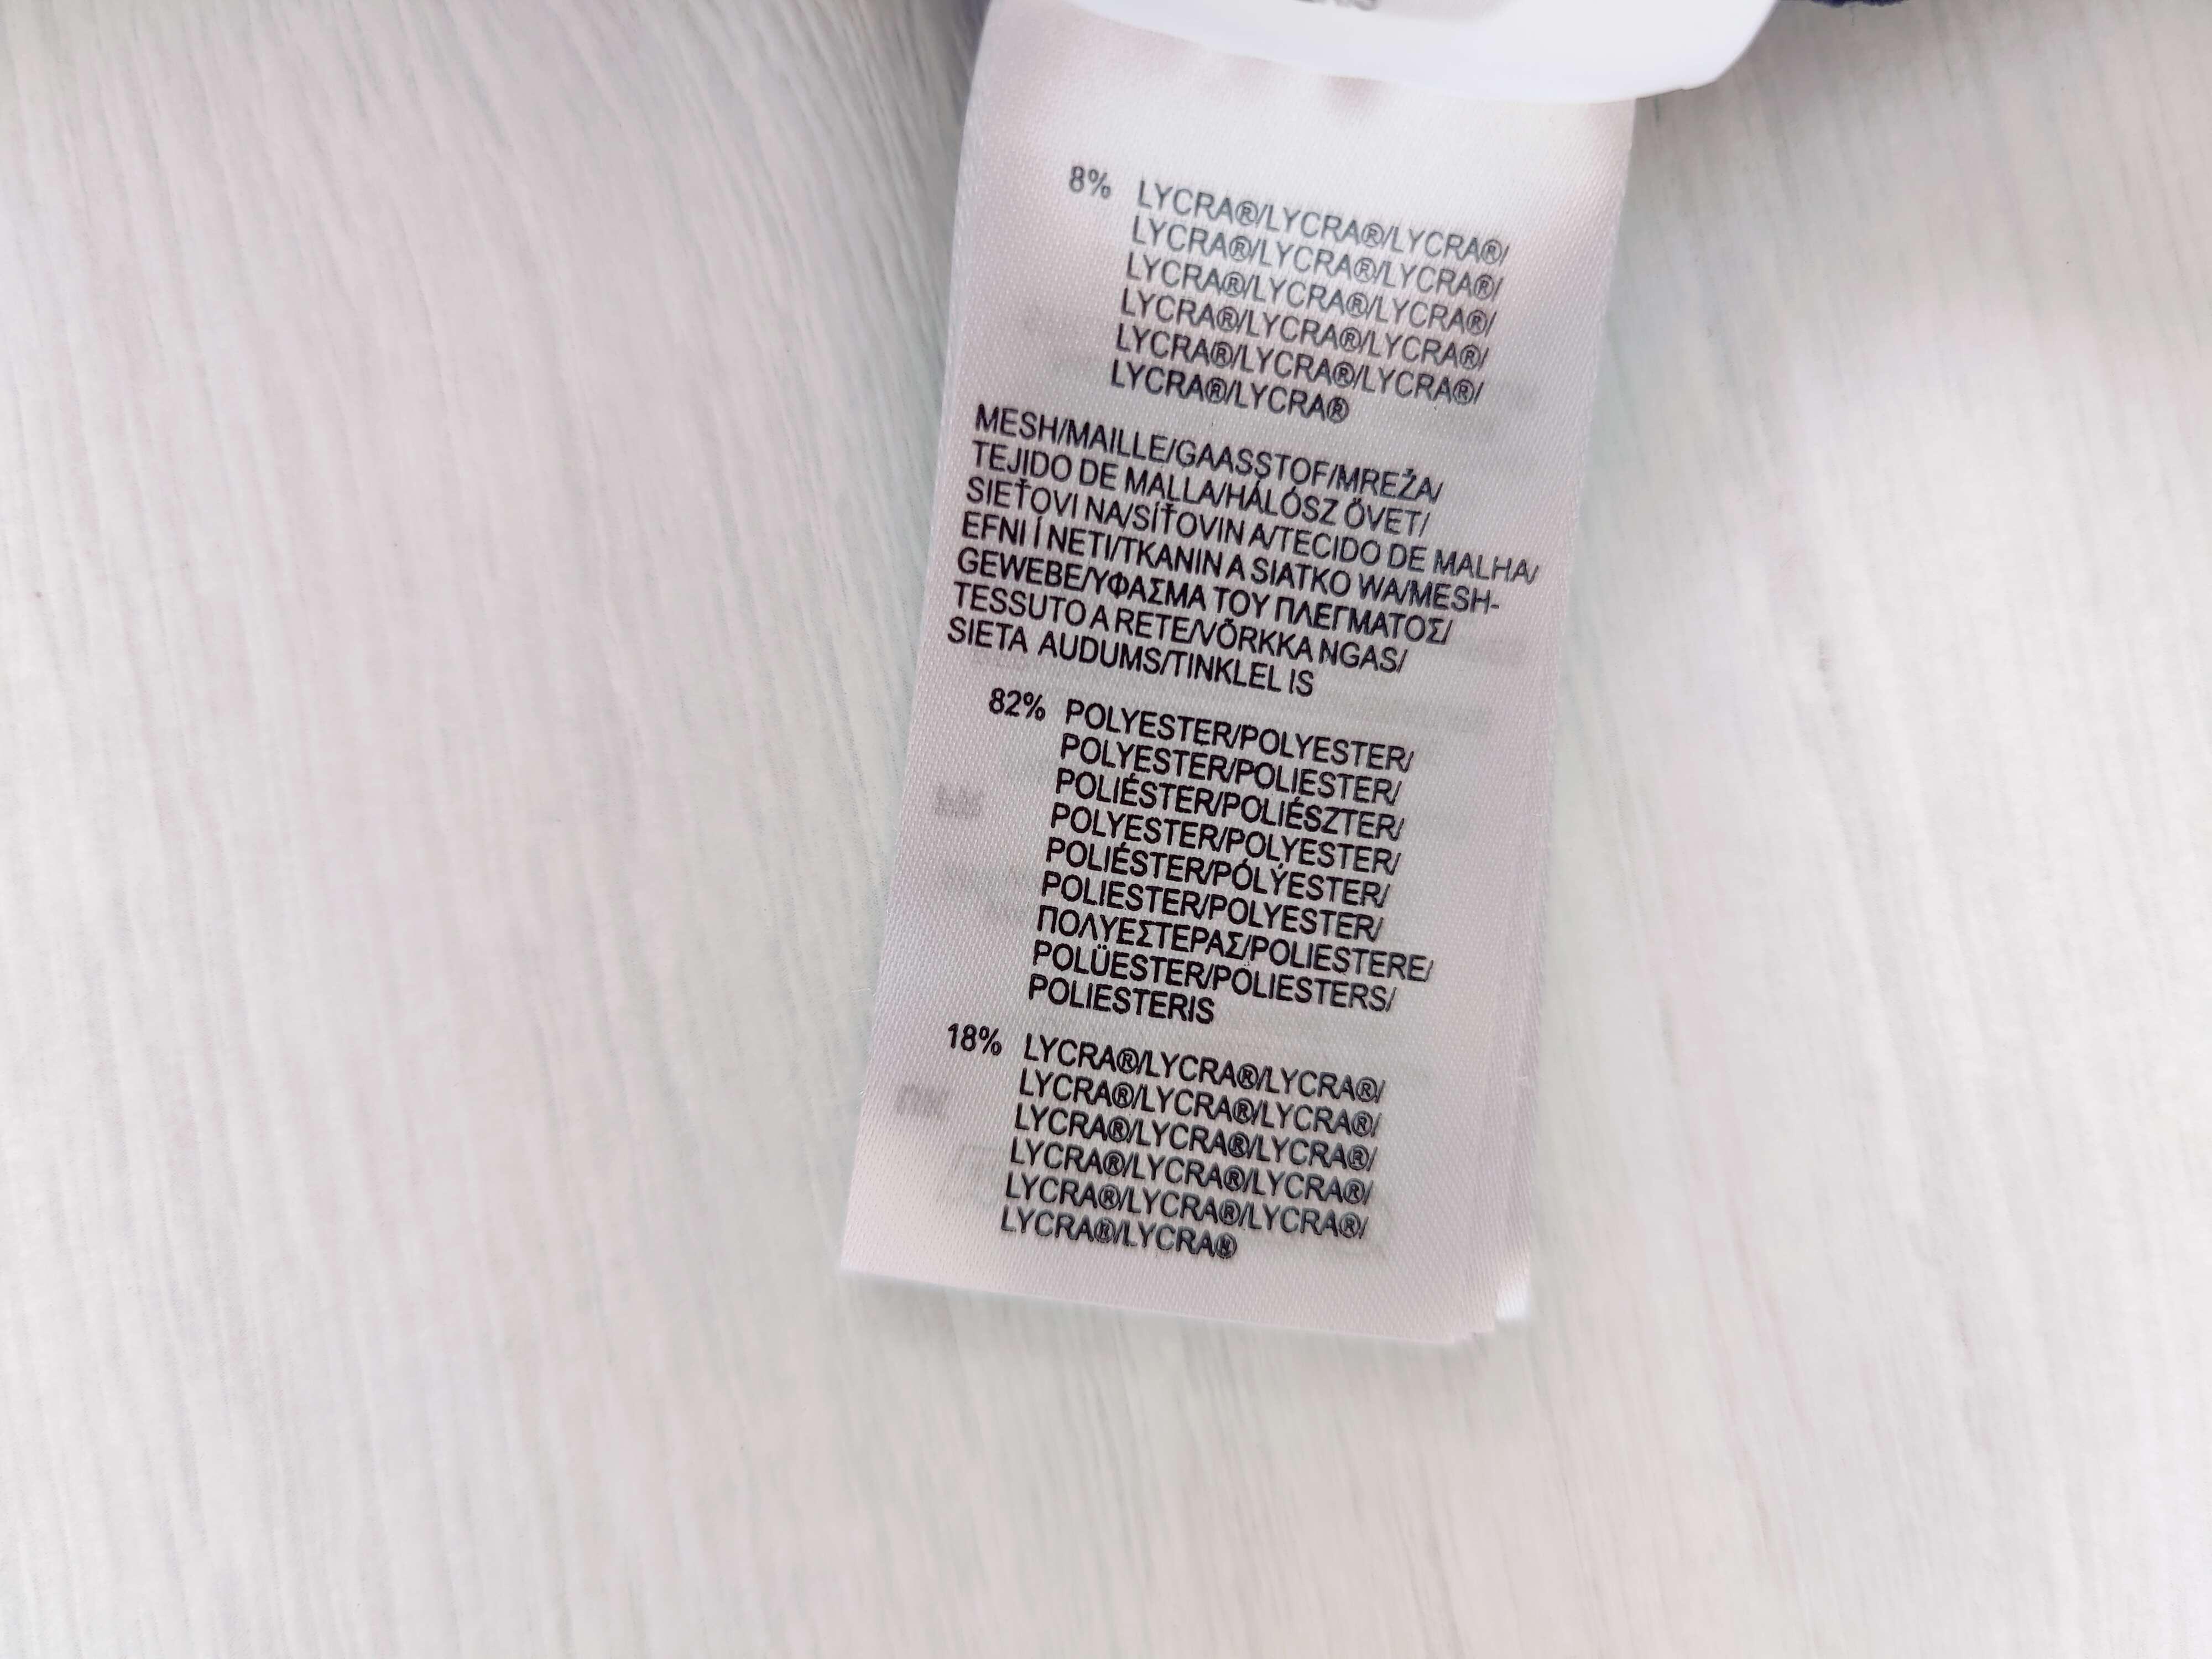 8% LYCRA®/LYCRA®/LYCRA®/
LYCRA®/LYCRA®/LYCRA®/
LYCRA®/LYCRA®/LYCRA®/
LYCRA®/LYCRA®/LYCRA®/
LYCRA®/LYCRA®/LYCRA®/
LYCRA®/LYCRA®
MESH/MAILLE/GAASSTOF/MREŽA/
TEJIDO DE MALLA/HÁLÓSZ ÖVET/
SIEŤOVI NA/SÍŤOVIN A/TECIDO DE MALHA/
EFNI Í NETI/TKANIN A SIATKO WA/MESH-
GEWEBE/ΥΦΑΣΜΑ ΤΟΥ ΠΛΕΓΜΑΤΟΣ/
TESSUTO A RETE/VÕRKKA NGAS/
SIETA AUDUMS/TINKLEL IS
82% POLYESTER/POLYESTER/
POLYESTER/POLIESTER/
POLIÉSTER/POLIÉSZTER/
POLYESTER/POLYESTER/
POLIÉSTER/PÓLÝESTER/
POLIESTER/POLYESTER/
ΠΟΛΥΕΣΤΕΡΑΣ/POLIESTERE/
POLÜESTER/POLIESTERS/
POLIESTERIS
18% LYCRA®/LYCRA®/LYCRA®/
LYCRA®/LYCRA®/LYCRA®/
LYCRA®/LYCRA®/LYCRA®/
LYCRA®/LYCRA®/LYCRA®/
LYCRA®/LYCRA®/LYCRA®/
LYCRA®/LYCRA®